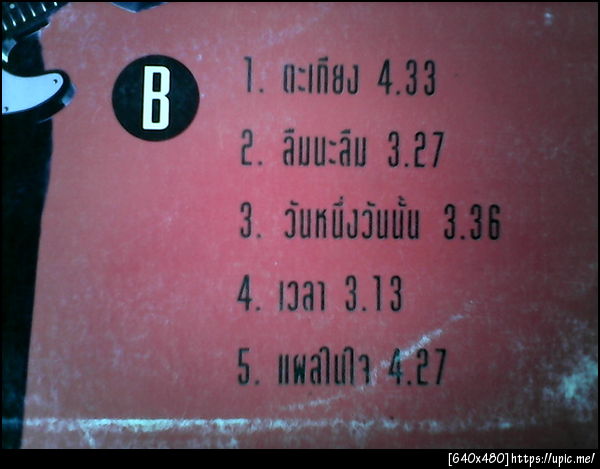 B
1. ตะเกียง 4.33
2. ลืมนะลืม 3.27
3. วันหนึ่งวันนั้น 3.36
4. เวลา 3.13
5. แผลในใจ 4.27
[640x480]https://upic.me/